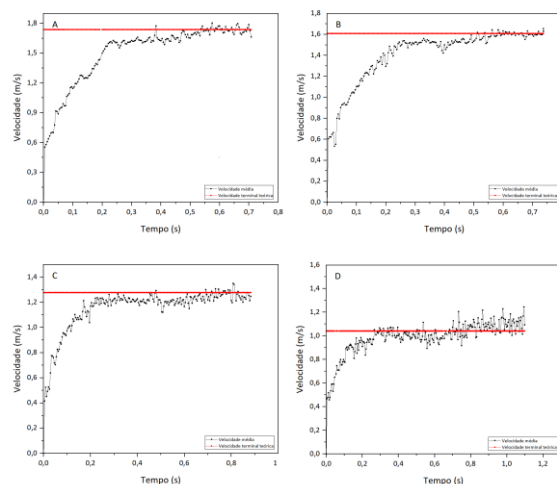 A
Velocidade (m/s)
1,8
1,5
1,2
0,9
0,6
0,3
0,0
Velocidade média
Velocidade terminal teórica
0,0 0,1 0,2 0,3 0,4 0,5 0,6 0,7 0,8
Tempo (s)
B
Velocidade (m/s)
1,8
1,6
1,4
1,2
1,0
0,8
0,6
0,4
0,2
0,0
Velocidade média
Velocidade terminal teórica
0,0 0,1 0,2 0,3 0,4 0,5 0,6 0,7
Tempo (s)
C
Velocidade (m/s)
1,4
1,2
1,0
0,8
0,6
0,4
0,2
0,0
Velocidade média
Velocidade terminal teórica
0,0 0,2 0,4 0,6 0,8 1
Tempo (s)
D
Velocidade (m/s)
1,6
1,4
1,2
1,0
0,8
0,6
0,4
0,2
0,0
Velocidade média
Velocidade terminal teórica
0,0 0,2 0,4 0,6 0,8 1,0 1,2
Tempo (s)